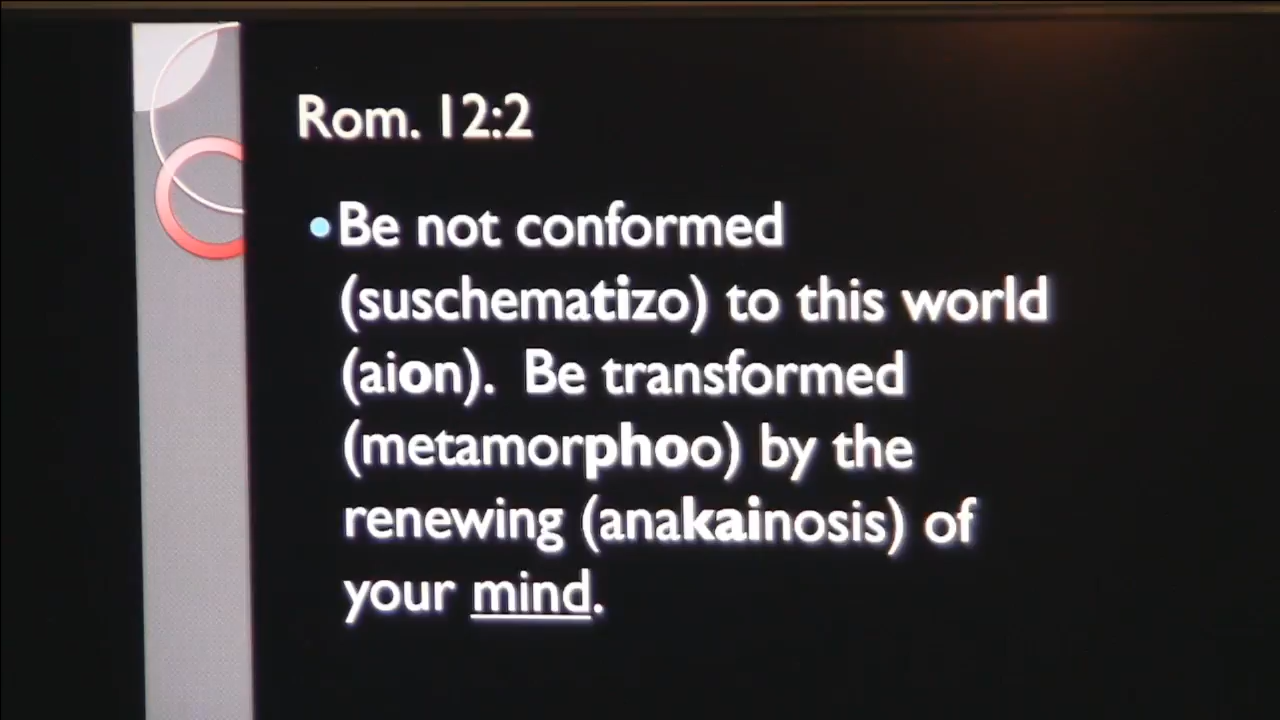 Rom. 12:2
•Be not conformed
(suschematizo) to this world
(aion).  Be transformed
(metamorphoo) by the
renewing (anakainosis) of
your mind.